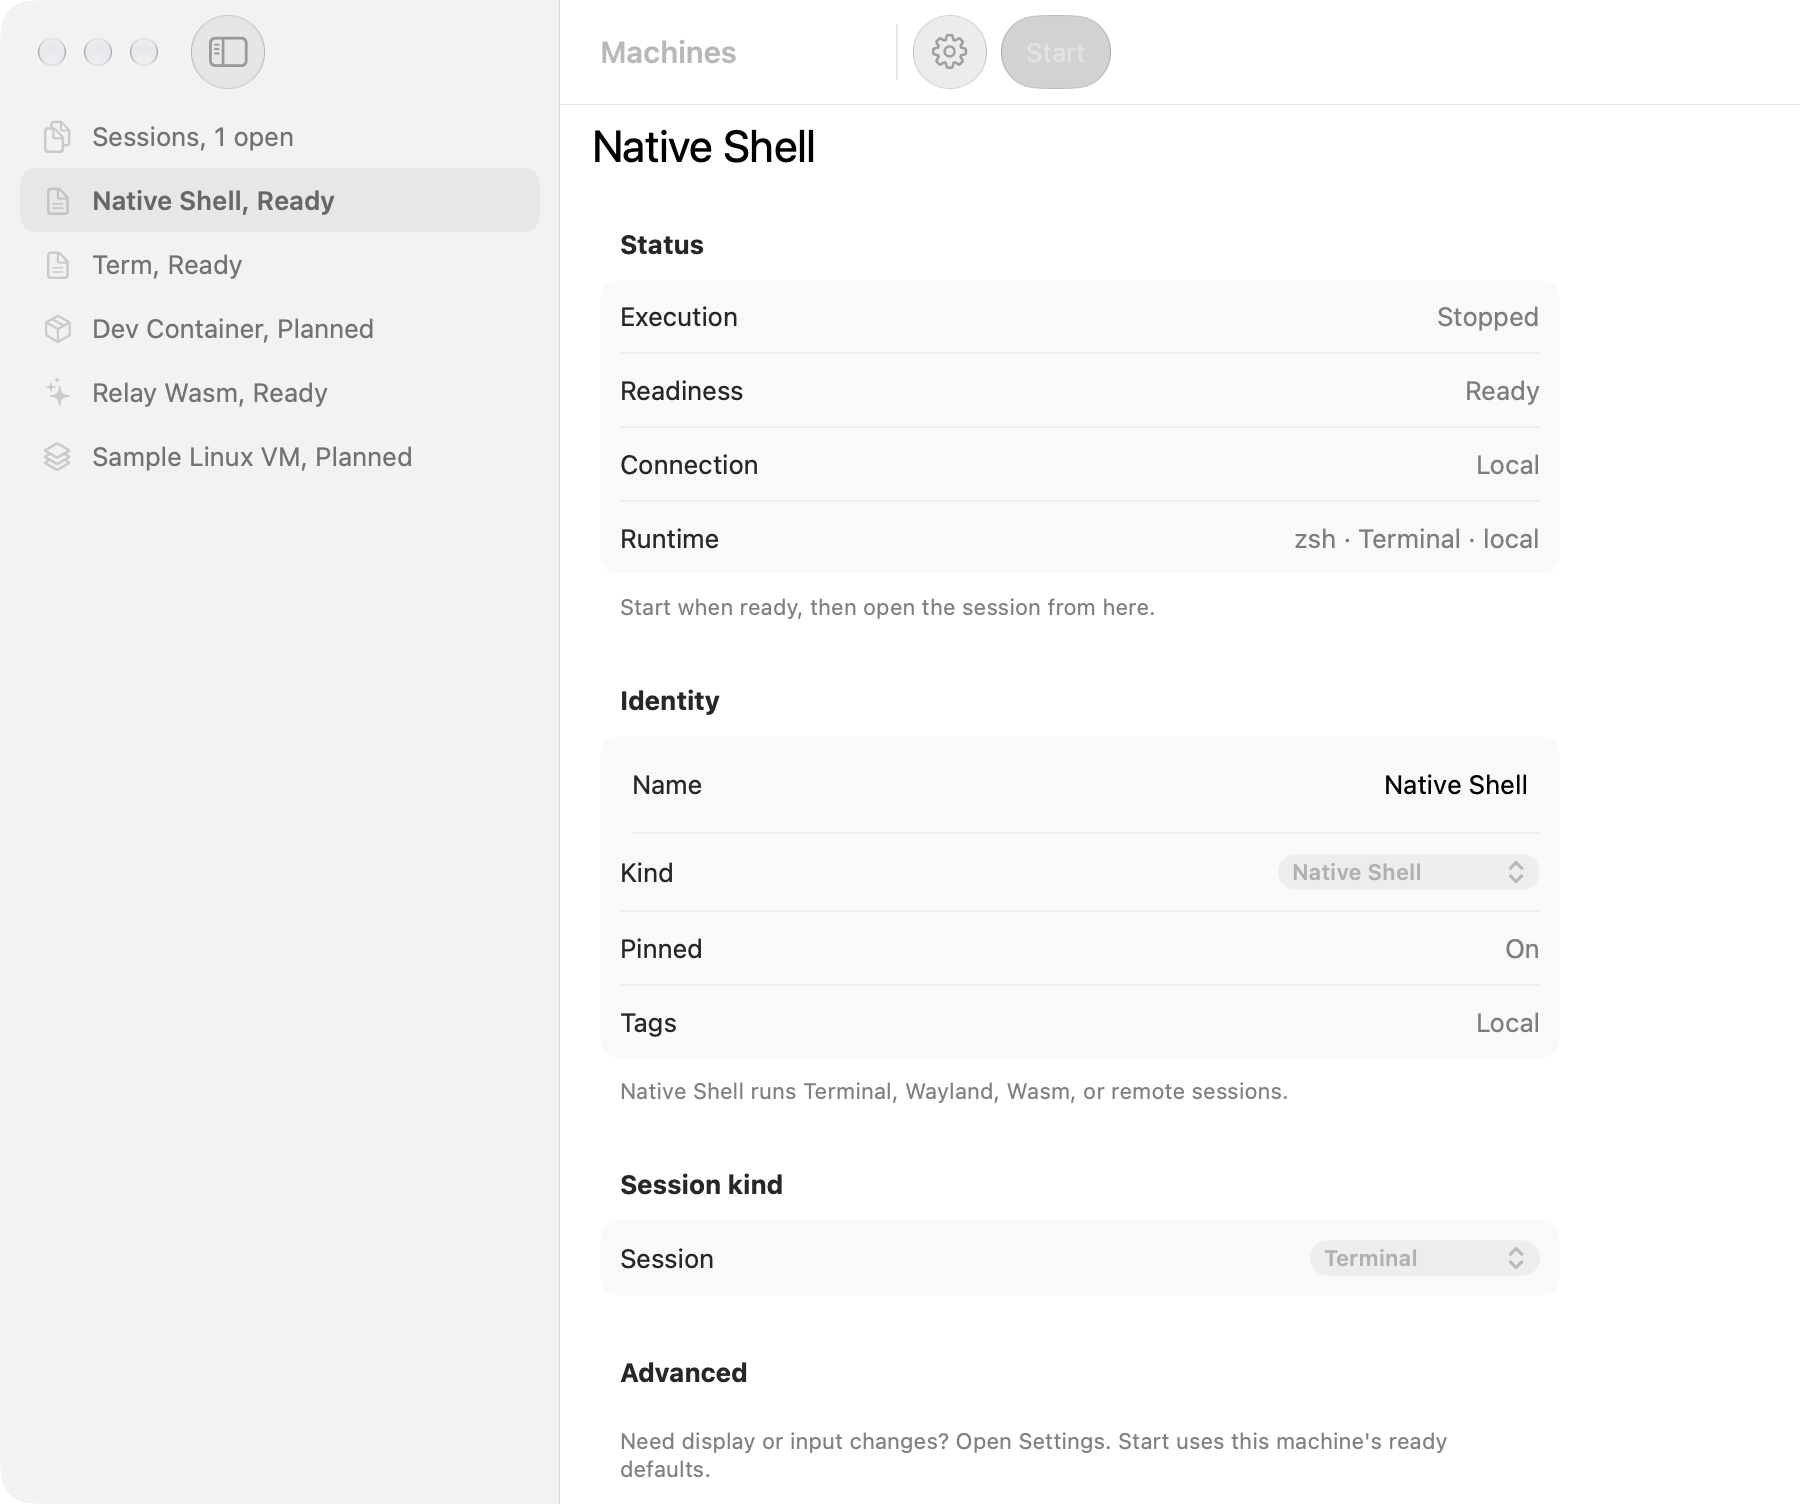 Machines
Start
Sessions, 1 open
Native Shell, Ready
Term, Ready
Dev Container, Planned
Relay Wasm, Ready
Sample Linux VM, Planned
Native Shell
Status
Execution Stopped
Readiness Ready
Connection Local
Runtime zsh · Terminal · local
Start when ready, then open the session from here.
Identity
Name Native Shell
Kind Native Shell
Pinned On
Tags Local
Native Shell runs Terminal, Wayland, Wasm, or remote sessions.
Session kind
Session Terminal
Advanced
Need display or input changes? Open Settings. Start uses this machine's ready
defaults.